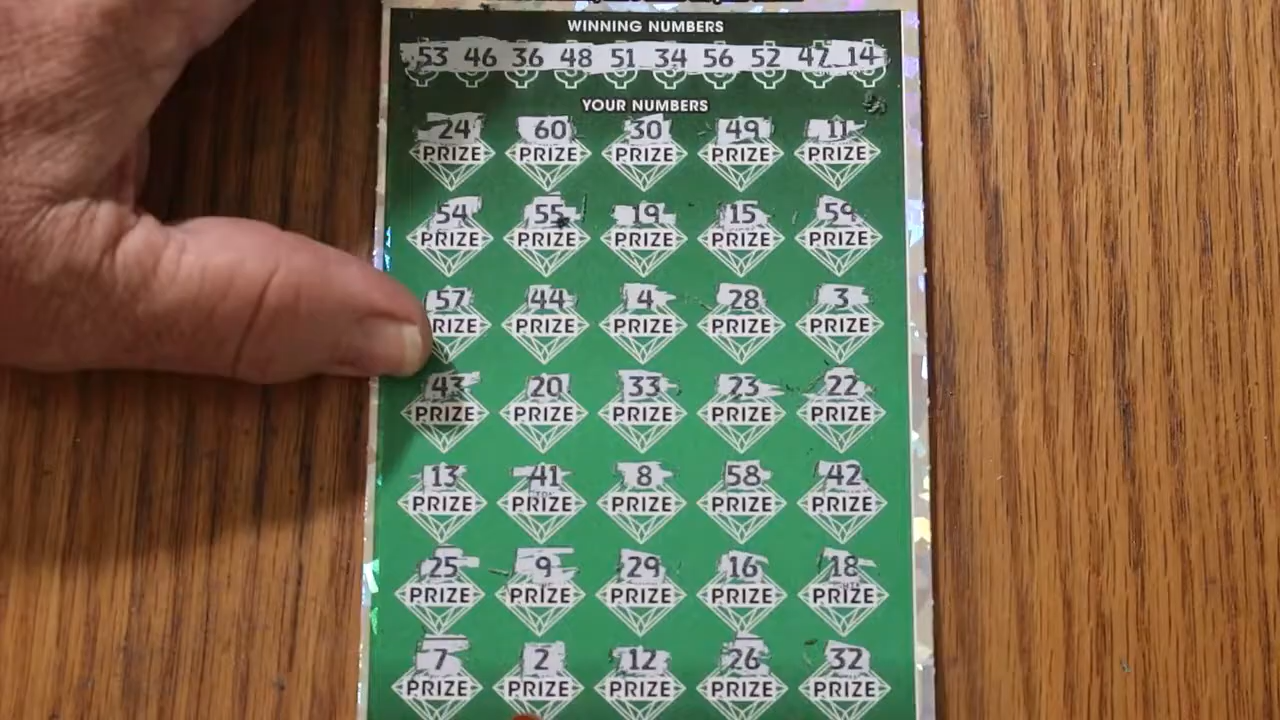 WINNING NUMBERS
53 46 36 48 51 34 56 52 47 14
YOUR NUMBERS
24 60 30 49 11
PRIZE PRIZE PRIZE PRIZE PRIZE
54 55 19 15 59
PRIZE PRIZE PRIZE PRIZE PRIZE
57 44 4 28 3
RIZE PRIZE PRIZE PRIZE PRIZE
43 20 33 23 22
PRIZE PRIZE PRIZE PRIZE PRIZE
13 41 8 58 42
PRIZE PRIZE PRIZE PRIZE PRIZE
25 9 29 16 18
PRIZE PRIZE PRIZE PRIZE PRIZE
7 2 12 26 32
PRIZE PRIZE PRIZE PRIZE PRIZE